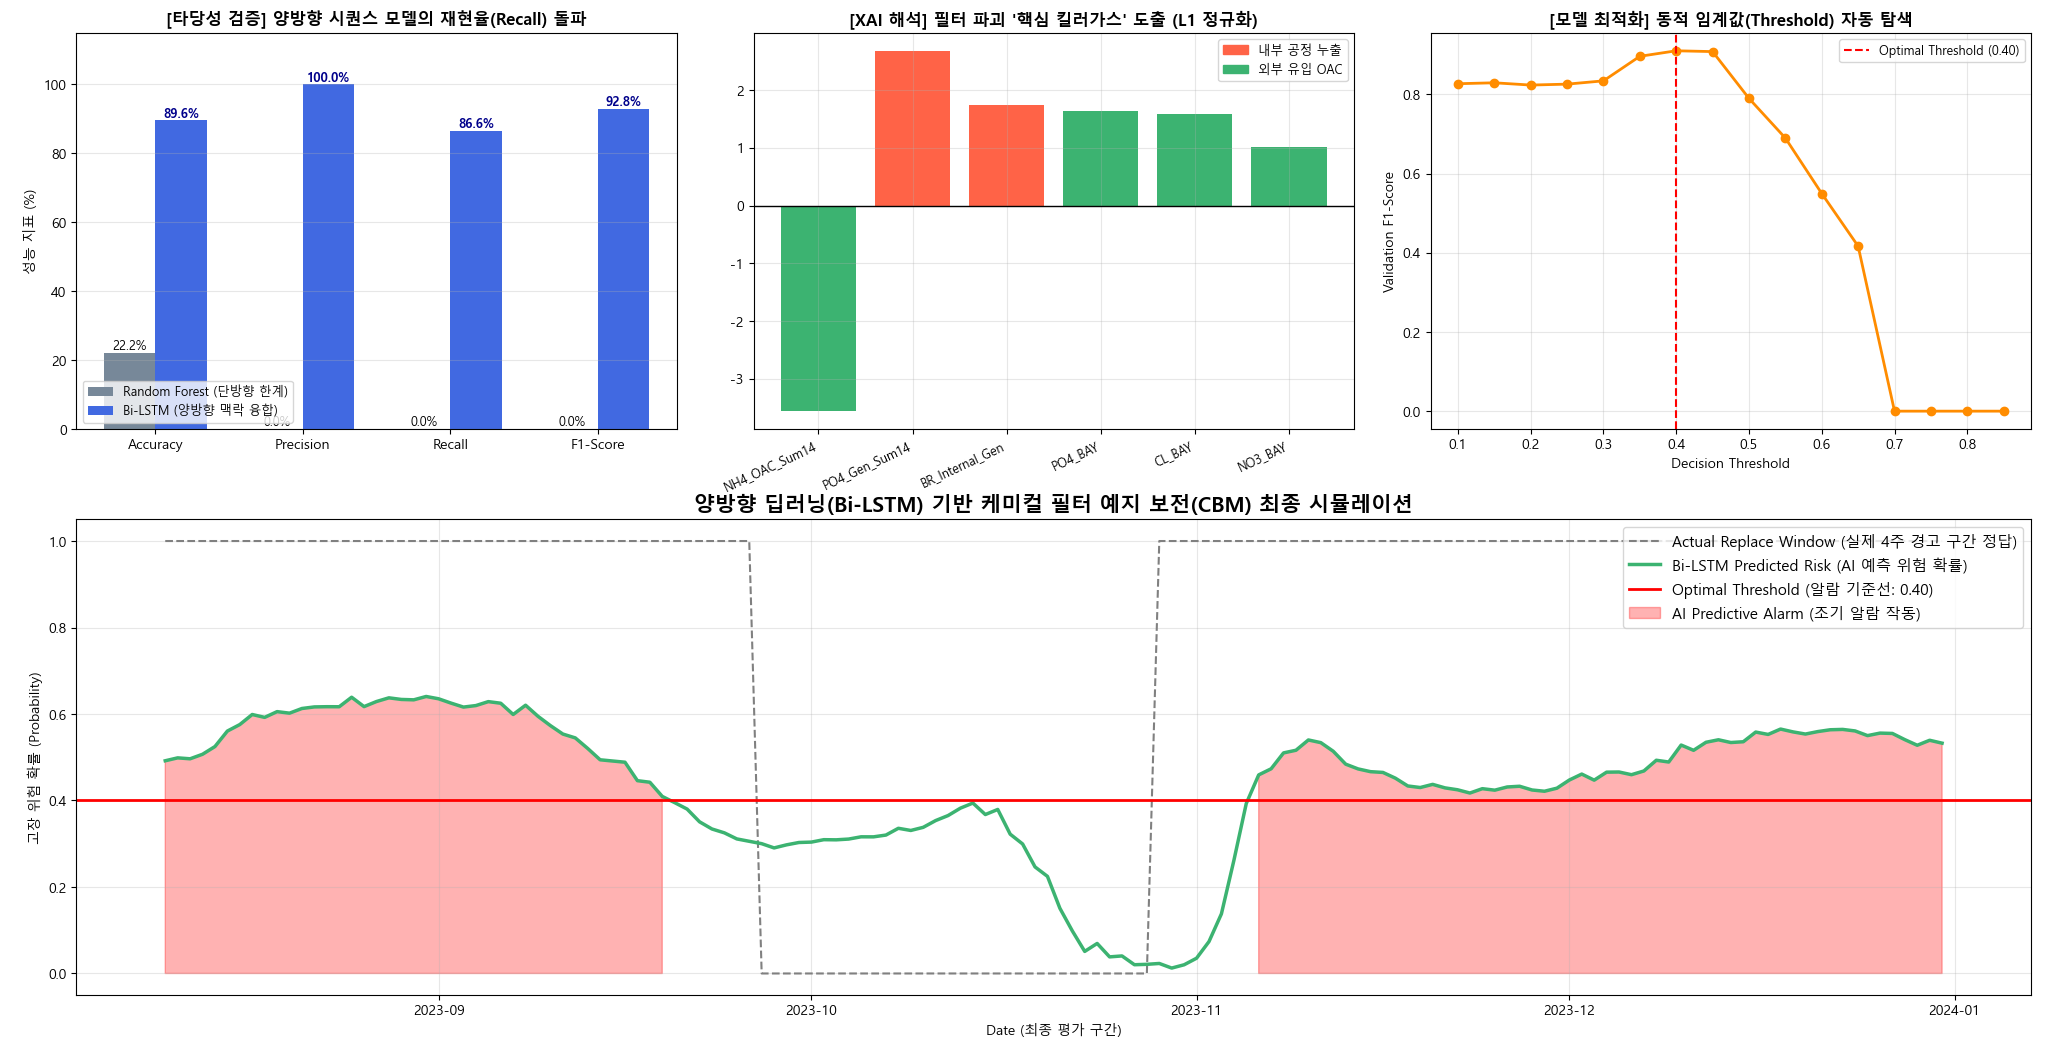 [타당성 검증] 양방향 시퀀스 모델의 재현율(Recall) 돌파
성능 지표 (%)
100
80
60
40
20
0
22.2%
89.6%
0.0%
100.0%
0.0%
86.6%
0.0%
92.8%
Random Forest (단방향 한계)
Bi-LSTM (양방향 맥락 융합)
Accuracy
Precision
Recall
F1-Score
[XAI 해석] 필터 파괴 '핵심 킬러가스' 도출 (L1 정규화)
내부 공정 누출
외부 유입 OAC
2
1
0
-1
-2
-3
NH4_OAC_Sum14
PO4_Gen_Sum14
BR_Internal_Gen
PO4_BAY
CL_BAY
NO3_BAY
[모델 최적화] 동적 임계값(Threshold) 자동 탐색
Optimal Threshold (0.40)
Validation F1-Score
0.8
0.6
0.4
0.2
0.0
0.1
0.2
0.3
0.4
0.5
0.6
0.7
0.8
Decision Threshold
양방향 딥러닝(Bi-LSTM) 기반 케미컬 필터 예지 보전(CBM) 최종 시뮬레이션
고장 위험 확률 (Probability)
1.0
0.8
0.6
0.4
0.2
0.0
Actual Replace Window (실제 4주 경고 구간 정답)
Bi-LSTM Predicted Risk (AI 예측 위험 확률)
Optimal Threshold (알람 기준선: 0.40)
AI Predictive Alarm (조기 알람 작동)
2023-09
2023-10
2023-11
2023-12
2024-01
Date (최종 평가 구간)